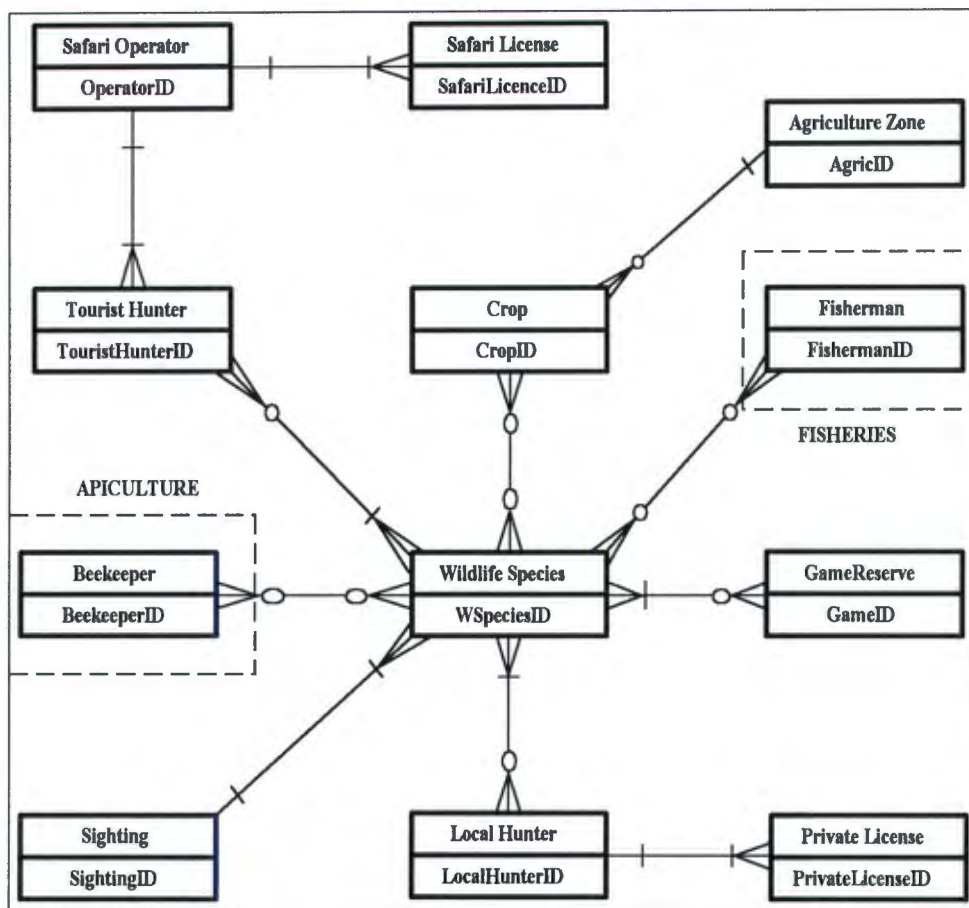 Safari Operator
OperatorID
Safari License
SafariLicenceID
Agriculture Zone
AgricID
Tourist Hunter
TouristHunterID
Crop
CropID
Fisherman
FishermanID
FISHERIES
APICULTURE
Beekeeper
BeekeeperID
Wildlife Species
WSpeciesID
GameReserve
GameID
Sighting
SightingID
Local Hunter
LocalHunterID
Private License
PrivateLicenseID